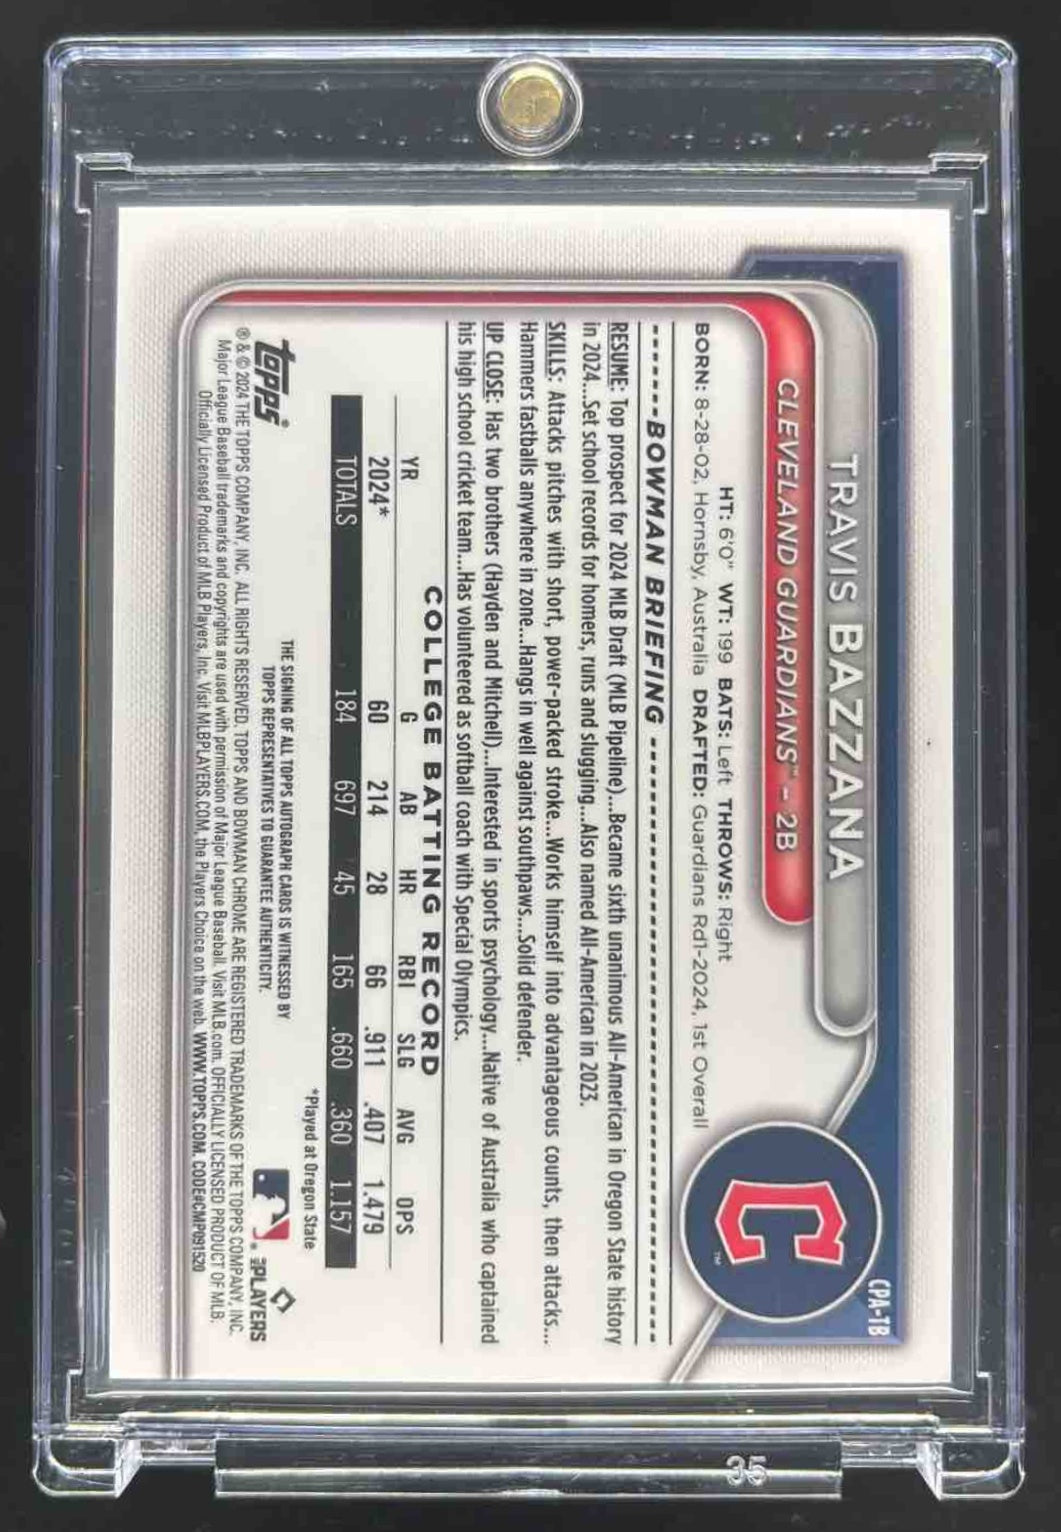 CPA-TB
TRAVIS BAZZANA
CLEVELAND GUARDIANS™ - 2B
C
™
HT: 6'0" WT: 199 BATS: Left THROWS: Right
BORN: 8-28-02, Hornsby, Australia DRAFTED: Guardians Rd1-2024, 1st Overall
BOWMAN BRIEFING
RESUME: Top prospect for 2024 MLB Draft (MLB Pipeline)...Became sixth unanimous All-American in Oregon State history
in 2024...Set school records for homers, runs and slugging...Also named All-American in 2023.
SKILLS: Attacks pitches with short, power-packed stroke...Works himself into advantageous counts, then attacks...
Hammers fastballs anywhere in zone...Hangs in well against southpaws...Solid defender.
UP CLOSE: Has two brothers (Hayden and Mitchell)...Interested in sports psychology...Native of Australia who captained
his high school cricket team...Has volunteered as softball coach with Special Olympics.
COLLEGE BATTING RECORD
YR G AB HR RBI SLG AVG OPS
2024* 60 214 28 66 .911 .407 1.479
TOTALS 184 697 45 165 .660 .360 1.157
*Played at Oregon State
topps®
THE SIGNING OF ALL TOPPS AUTOGRAPH CARDS IS WITNESSED BY
TOPPS REPRESENTATIVES TO GUARANTEE AUTHENTICITY.
PLAYERS
® & © 2024 THE TOPPS COMPANY, INC. ALL RIGHTS RESERVED. TOPPS AND BOWMAN CHROME ARE REGISTERED TRADEMARKS OF THE TOPPS COMPANY, INC.
Major League Baseball trademarks and copyrights are used with permission of Major League Baseball. Visit MLB.com. OFFICIALLY LICENSED PRODUCT OF MLB.
Officially Licensed Product of MLB Players, Inc. Visit MLBPLAYERS.COM, the Players Choice on the web. WWW.TOPPS.COM. CODE#CMP091520
35